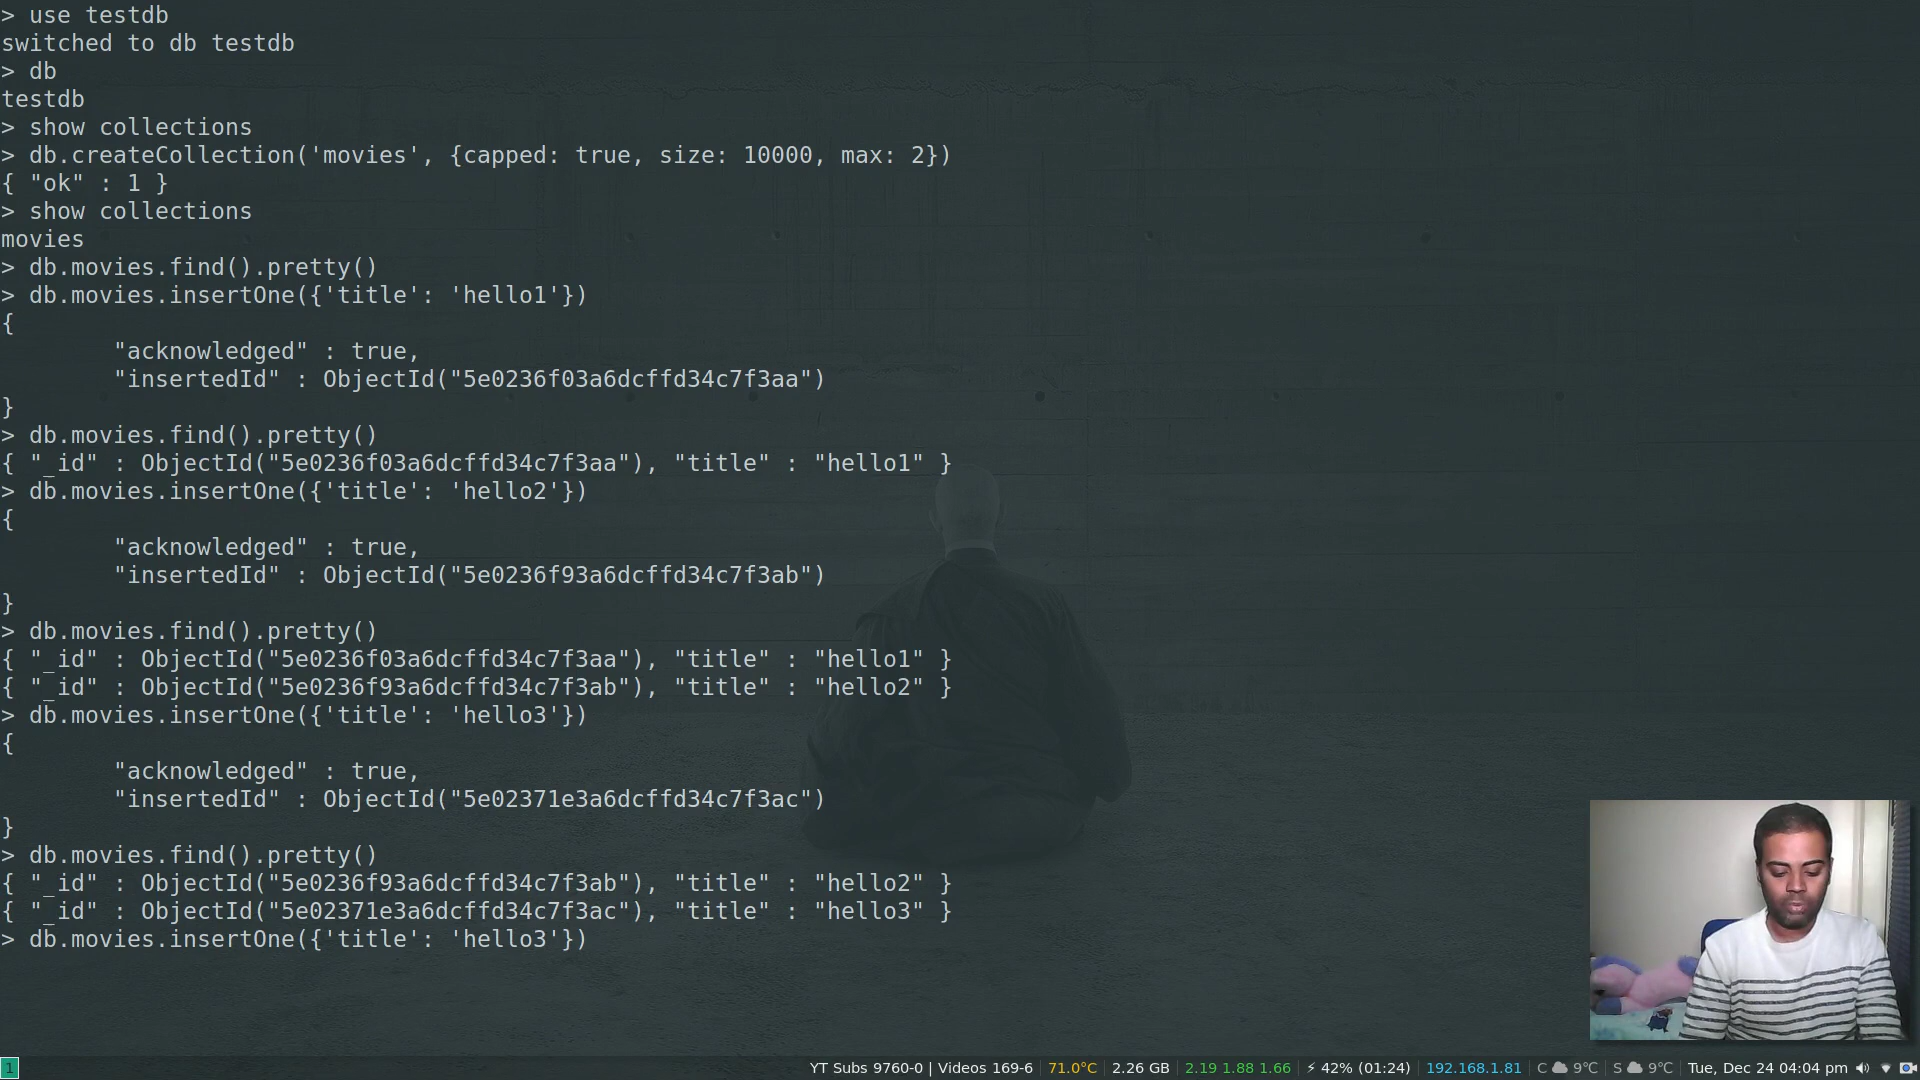 > use testdb
switched to db testdb
> db
testdb
> show collections
> db.createCollection('movies', {capped: true, size: 10000, max: 2})
{ "ok" : 1 }
> show collections
movies
> db.movies.find().pretty()
> db.movies.insertOne({'title': 'hello1'})
{
        "acknowledged" : true,
        "insertedId" : ObjectId("5e0236f03a6dcffd34c7f3aa")
}
> db.movies.find().pretty()
{ "_id" : ObjectId("5e0236f03a6dcffd34c7f3aa"), "title" : "hello1" }
> db.movies.insertOne({'title': 'hello2'})
{
        "acknowledged" : true,
        "insertedId" : ObjectId("5e0236f93a6dcffd34c7f3ab")
}
> db.movies.find().pretty()
{ "_id" : ObjectId("5e0236f03a6dcffd34c7f3aa"), "title" : "hello1" }
{ "_id" : ObjectId("5e0236f93a6dcffd34c7f3ab"), "title" : "hello2" }
> db.movies.insertOne({'title': 'hello3'})
{
        "acknowledged" : true,
        "insertedId" : ObjectId("5e02371e3a6dcffd34c7f3ac")
}
> db.movies.find().pretty()
{ "_id" : ObjectId("5e0236f93a6dcffd34c7f3ab"), "title" : "hello2" }
{ "_id" : ObjectId("5e02371e3a6dcffd34c7f3ac"), "title" : "hello3" }
> db.movies.insertOne({'title': 'hello3'})
1 YT Subs 9760-0 | Videos 169-6 71.0°C 2.26 GB 2.19 1.88 1.66 ⚡ 42% (01:24) 192.168.1.81 C ☁ 9℃ S ☁ 9℃ Tue, Dec 24 04:04 pm